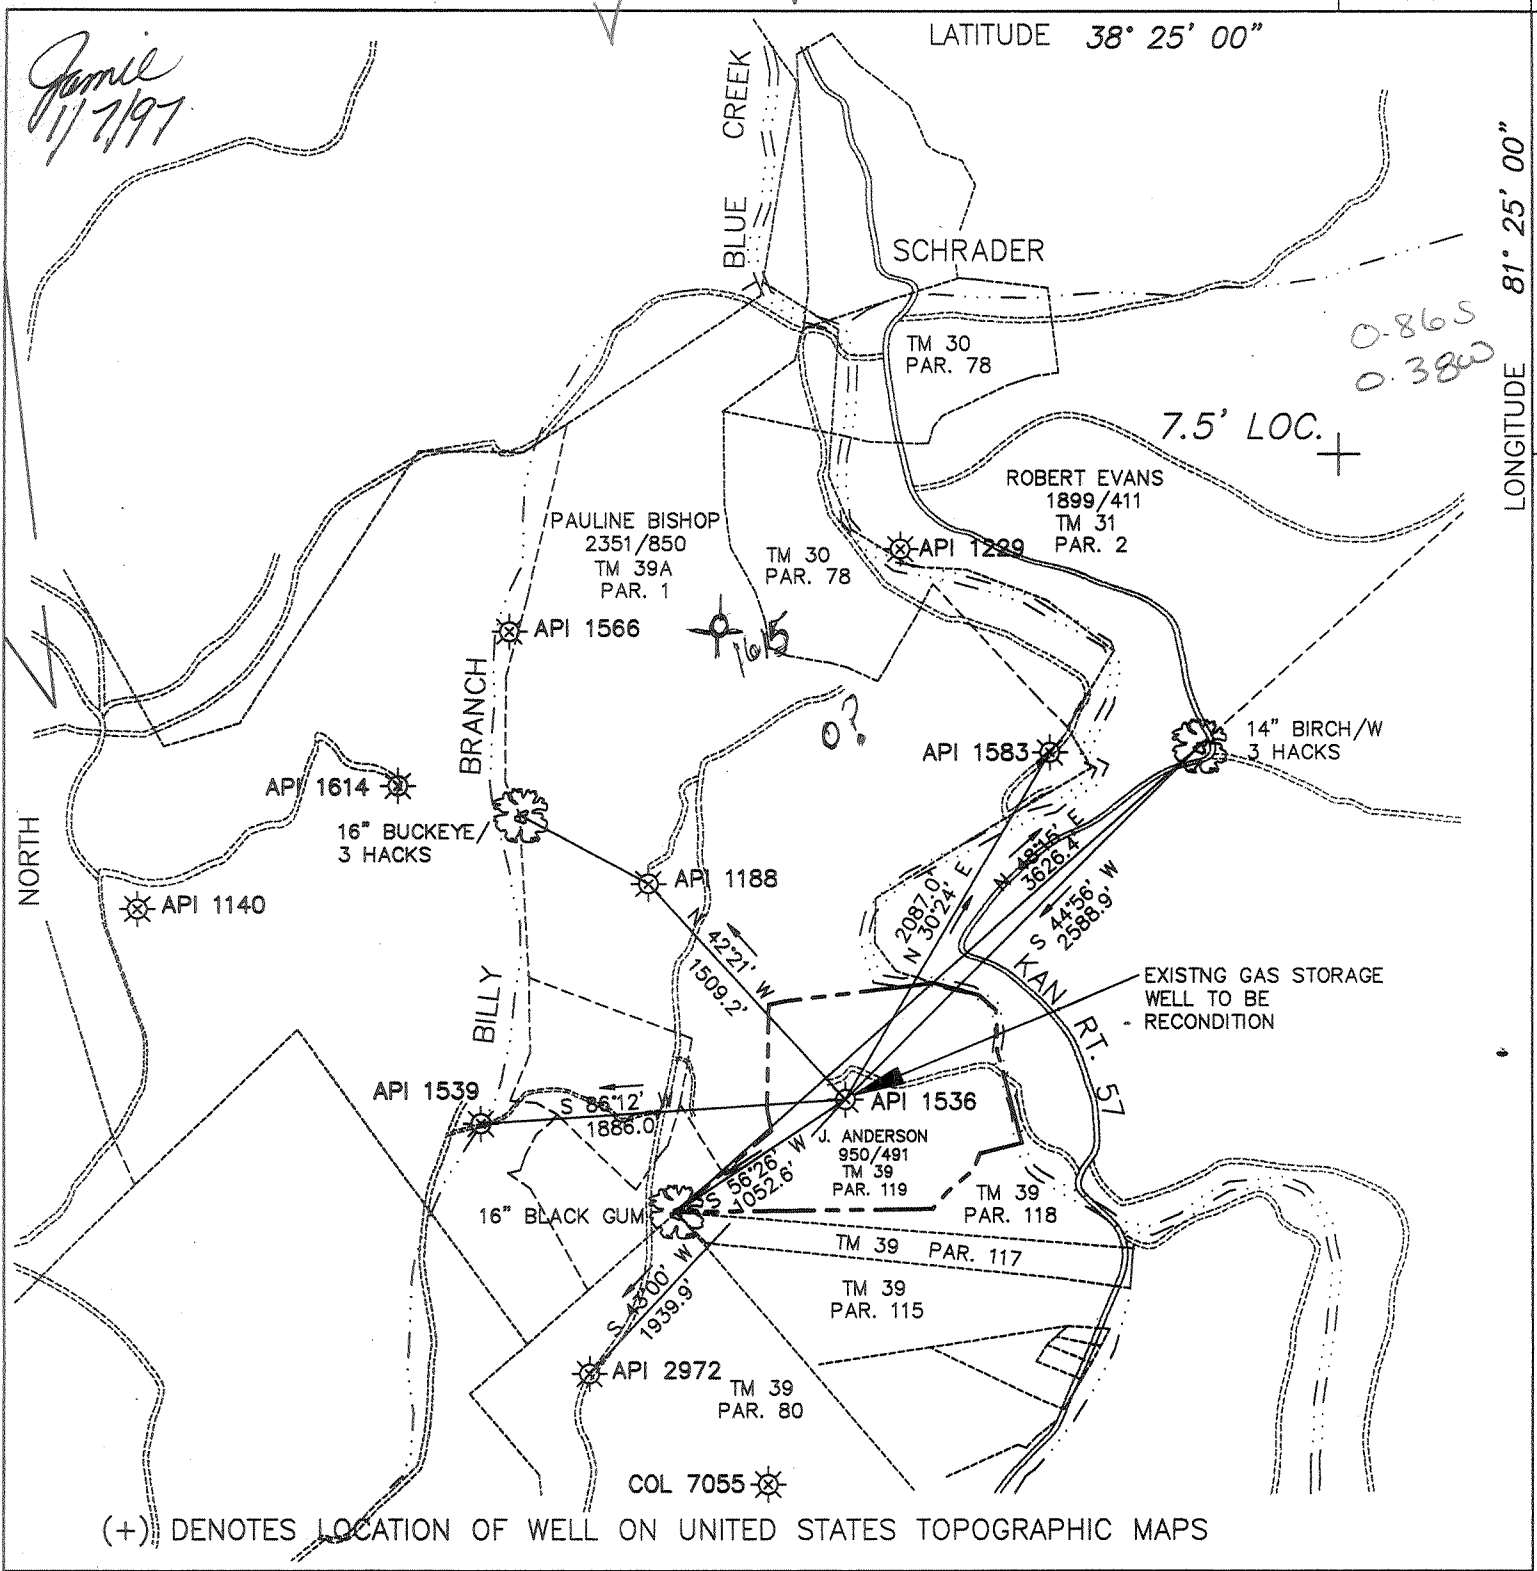 LATITUDE 38° 25' 00"
Jamie
1/7/97
BLUE CREEK
LONGITUDE 81° 25' 00"
SCHRADER
0.86S
0.38W
TM 30
PAR. 78
7.5' LOC.
ROBERT EVANS
1899/411
TM 31
PAR. 2
PAULINE BISHOP
2351/850
TM 39A
PAR. 1
TM 30
PAR. 78
API 1229
API 1566
1615
0?
API 1583
14" BIRCH/W
3 HACKS
BILLY BRANCH
API 1614
16" BUCKEYE/
3 HACKS
NORTH
API 1188
API 1140
N 48°15' E
3626.4'
2087.0'
N 30°24' E
S 44°56' W
2588.9'
N 42°21' W
1509.2'
KAN RT. 57
EXISTNG GAS STORAGE
WELL TO BE
RECONDITION
API 1539
S 86°12' W
1886.0'
API 1536
J. ANDERSON
950/491
TM 39
PAR. 119
S 56°26' W
1052.6'
TM 39
PAR. 118
16" BLACK GUM
TM 39 PAR. 117
S 43°00' W
1939.9'
TM 39
PAR. 115
API 2972
TM 39
PAR. 80
COL 7055
(+) DENOTES LOCATION OF WELL ON UNITED STATES TOPOGRAPHIC MAPS